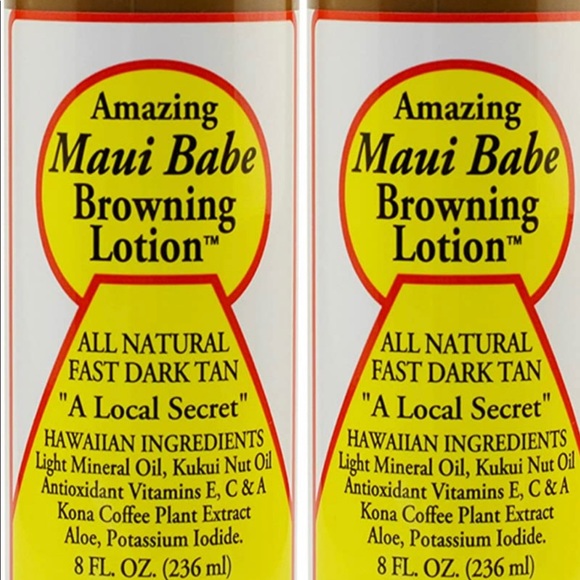 Amazing
Maui Babe
Browning
Lotion™
ALL NATURAL
FAST DARK TAN
"A Local Secret"
HAWAIIAN INGREDIENTS
Light Mineral Oil, Kukui Nut Oil
Antioxidant Vitamins E, C & A
Kona Coffee Plant Extract
Aloe, Potassium Iodide.
8 FL. OZ. (236 ml)
Amazing
Maui Babe
Browning
Lotion™
ALL NATURAL
FAST DARK TAN
"A Local Secret"
HAWAIIAN INGREDIENTS
Light Mineral Oil, Kukui Nut Oil
Antioxidant Vitamins E, C & A
Kona Coffee Plant Extract
Aloe, Potassium Iodide.
8 FL. OZ. (236 ml)